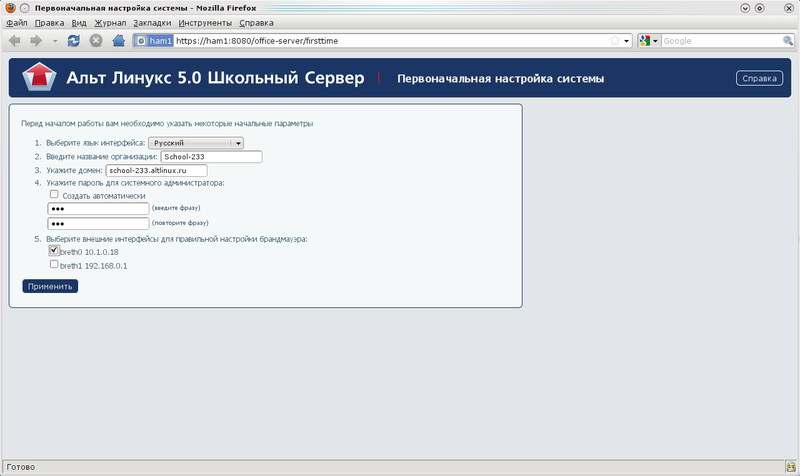 Первоначальная настройка системы - Mozilla Firefox
Файл Правка Вид Журнал Закладки Инструменты Справка
ham1 https://ham1:8080/office-server/firsttime
Google
Альт Линукс 5.0 Школьный Сервер | Первоначальная настройка системы
Справка
Перед началом работы вам необходимо указать некоторые начальные параметры
1. Выберите язык интерфейса: Русский
2. Введите название организации: School-233
3. Укажите домен: school-233.altlinux.ru
4. Укажите пароль для системного администратора:
Создать автоматически
••• (введите фразу)
••• (повторите фразу)
5. Выберите внешние интерфейсы для правильной настройки брандмауэра:
breth0 10.1.0.18
breth1 192.168.0.1
Применить
Готово